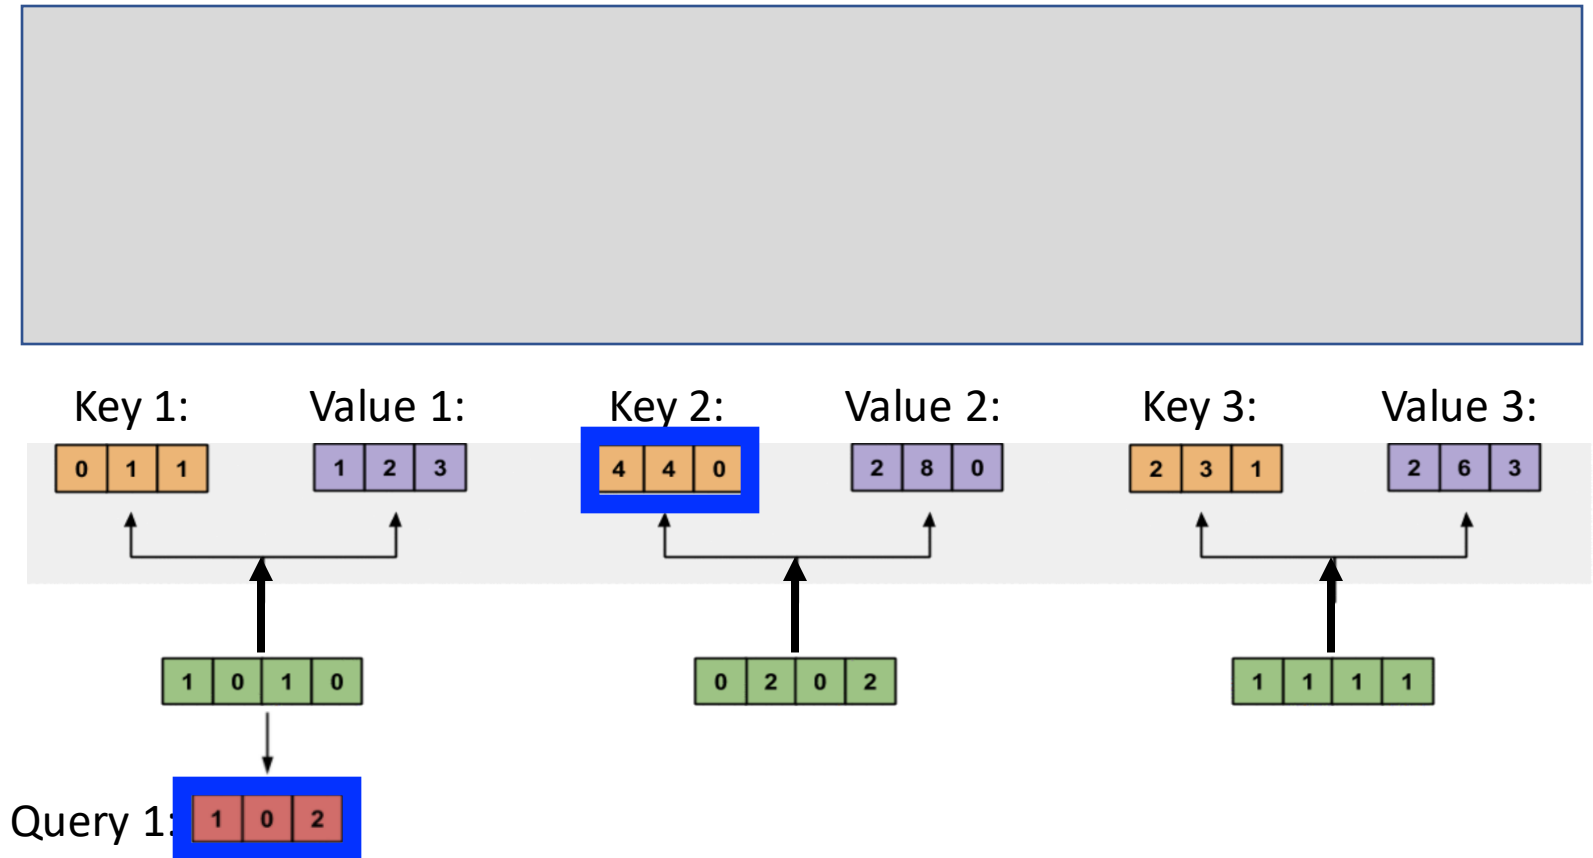 Key 1: Value 1: Key 2: Value 2: Key 3: Value 3:
0 1 1 1 2 3 4 4 0 2 8 0 2 3 1 2 6 3
1 0 1 0 0 2 0 2 1 1 1 1
Query 1: 1 0 2